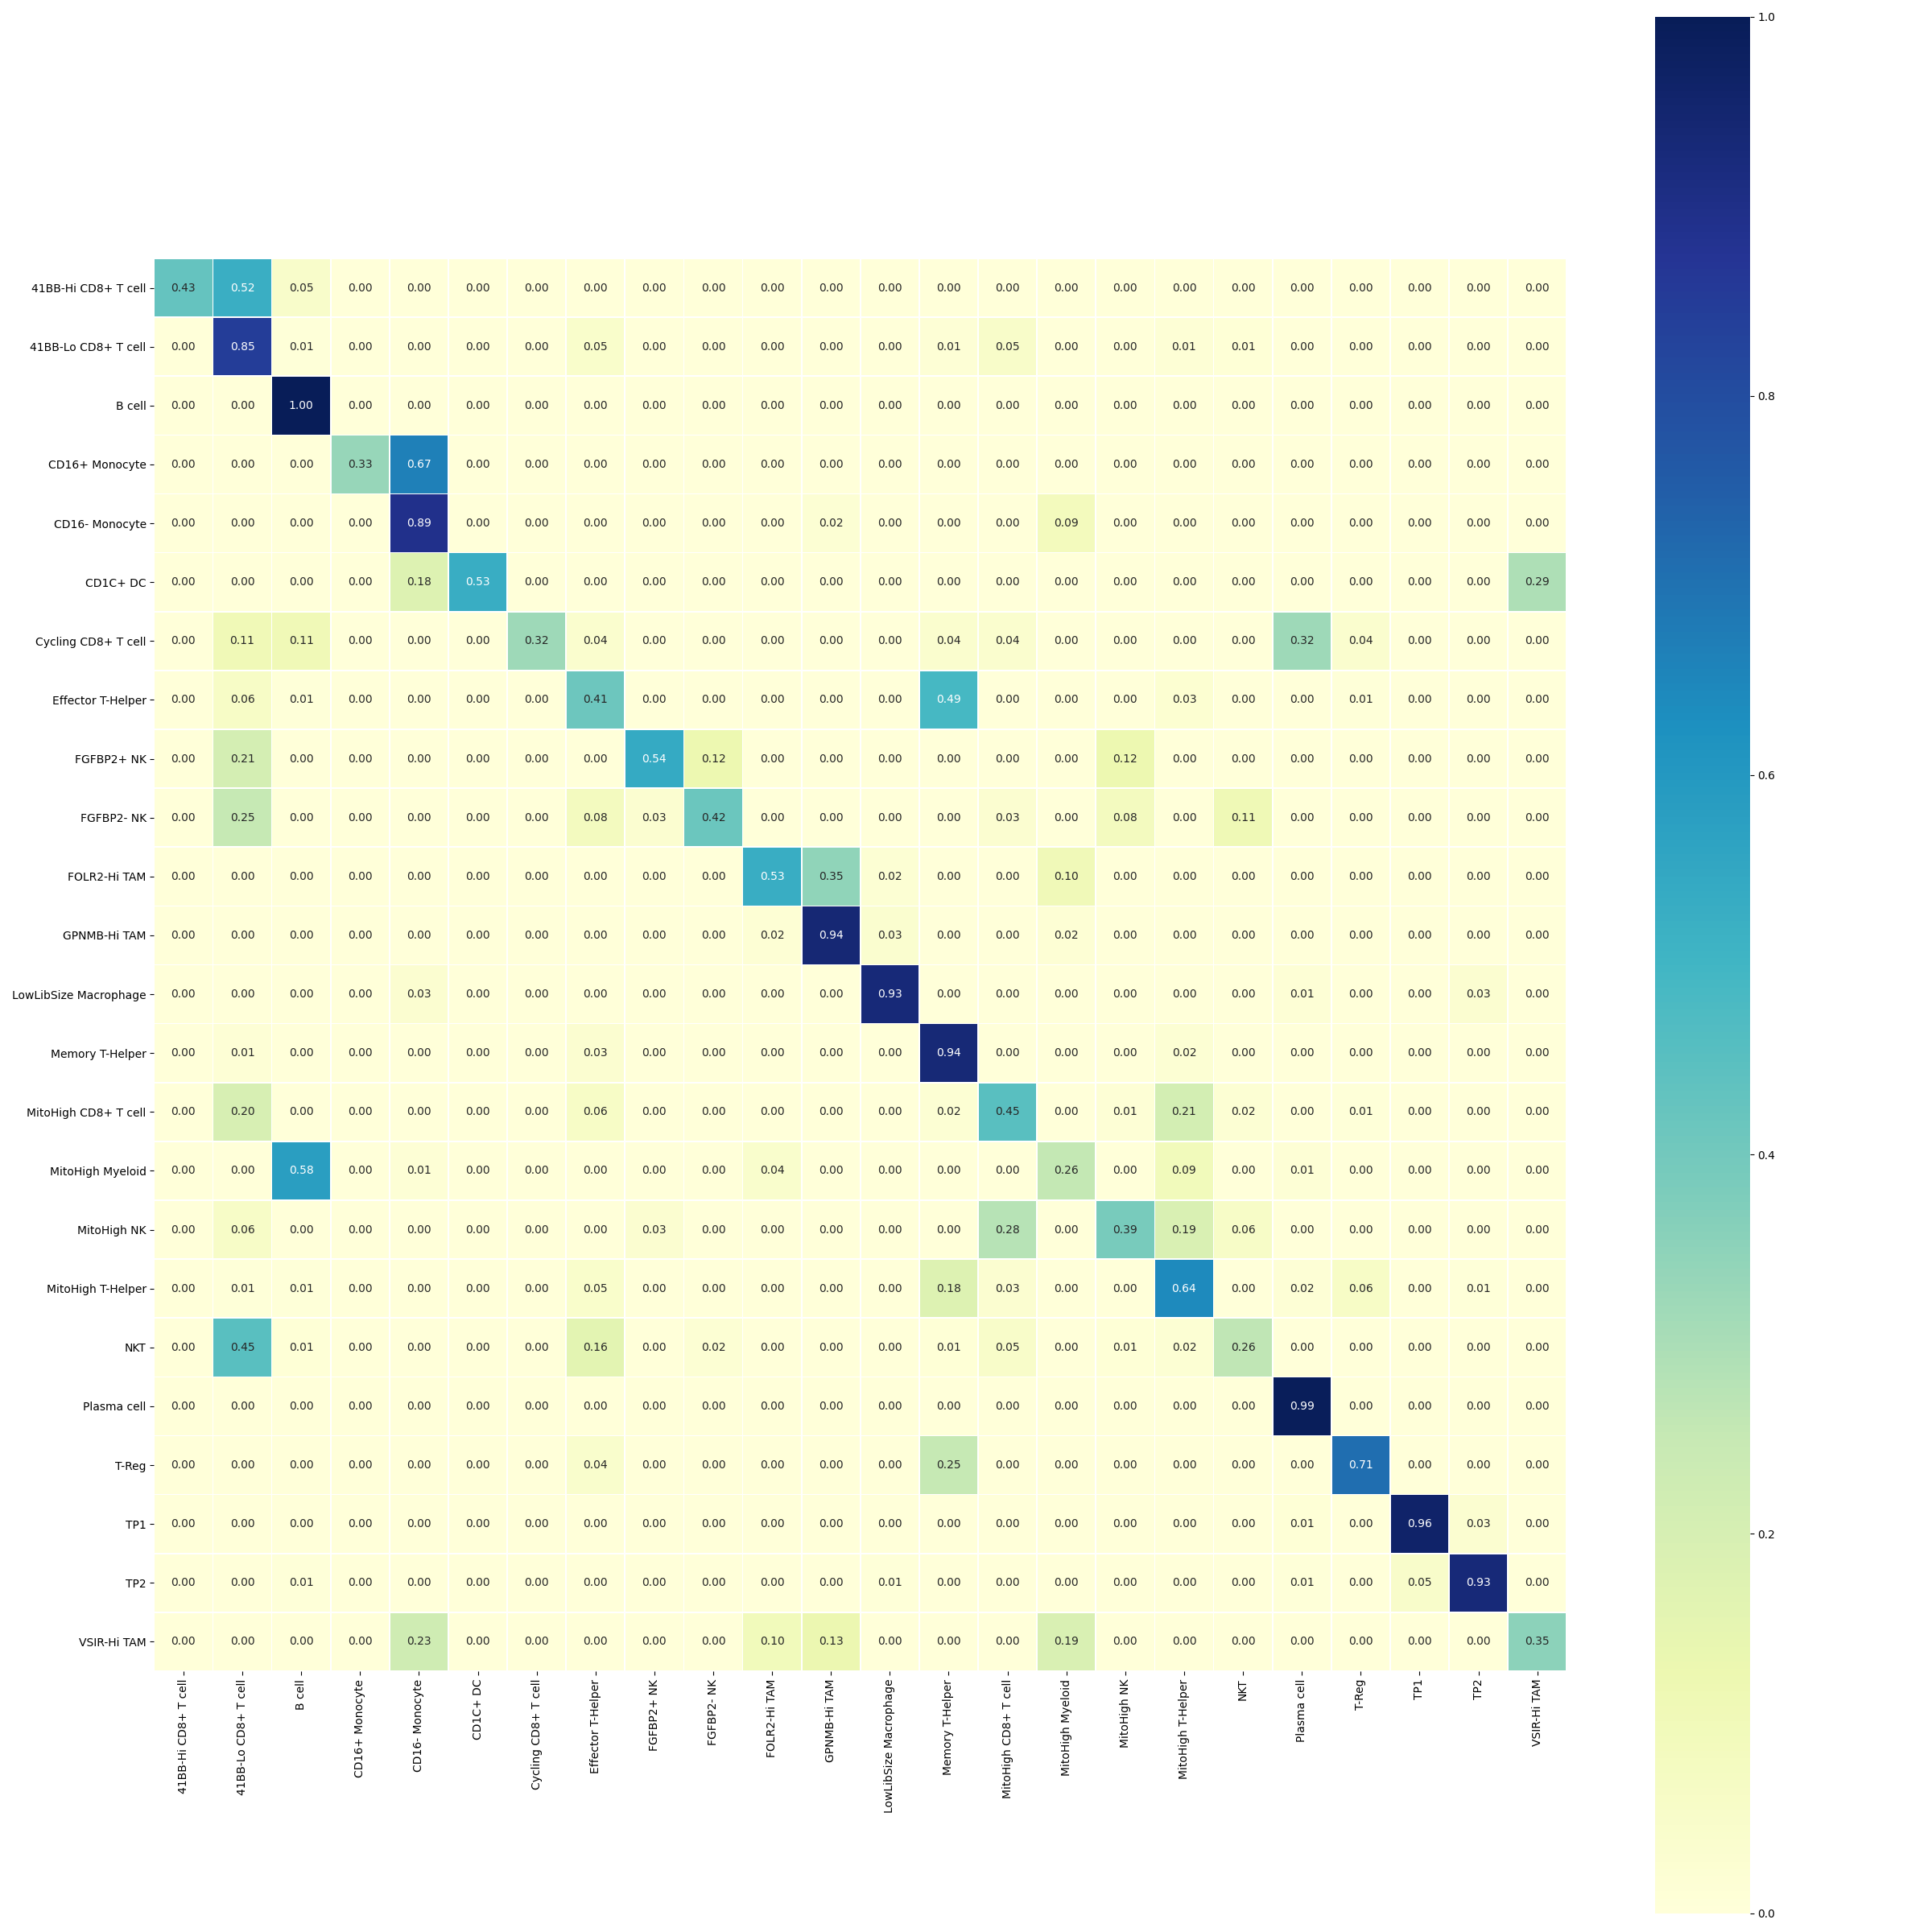 1.0
0.8
0.6
0.4
0.2
0.0
41BB-Hi CD8+ T cell 0.43 0.52 0.05 0.00 0.00 0.00 0.00 0.00 0.00 0.00 0.00 0.00 0.00 0.00 0.00 0.00 0.00 0.00 0.00 0.00 0.00 0.00 0.00 0.00
41BB-Lo CD8+ T cell 0.00 0.85 0.01 0.00 0.00 0.00 0.00 0.05 0.00 0.00 0.00 0.00 0.00 0.01 0.05 0.00 0.00 0.01 0.01 0.00 0.00 0.00 0.00 0.00
B cell 0.00 0.00 1.00 0.00 0.00 0.00 0.00 0.00 0.00 0.00 0.00 0.00 0.00 0.00 0.00 0.00 0.00 0.00 0.00 0.00 0.00 0.00 0.00 0.00
CD16+ Monocyte 0.00 0.00 0.00 0.33 0.67 0.00 0.00 0.00 0.00 0.00 0.00 0.00 0.00 0.00 0.00 0.00 0.00 0.00 0.00 0.00 0.00 0.00 0.00 0.00
CD16- Monocyte 0.00 0.00 0.00 0.00 0.89 0.00 0.00 0.00 0.00 0.00 0.00 0.02 0.00 0.00 0.00 0.09 0.00 0.00 0.00 0.00 0.00 0.00 0.00 0.00
CD1C+ DC 0.00 0.00 0.00 0.00 0.18 0.53 0.00 0.00 0.00 0.00 0.00 0.00 0.00 0.00 0.00 0.00 0.00 0.00 0.00 0.00 0.00 0.00 0.00 0.29
Cycling CD8+ T cell 0.00 0.11 0.11 0.00 0.00 0.00 0.32 0.04 0.00 0.00 0.00 0.00 0.00 0.04 0.04 0.00 0.00 0.00 0.00 0.32 0.04 0.00 0.00 0.00
Effector T-Helper 0.00 0.06 0.01 0.00 0.00 0.00 0.00 0.41 0.00 0.00 0.00 0.00 0.00 0.49 0.00 0.00 0.00 0.03 0.00 0.00 0.01 0.00 0.00 0.00
FGFBP2+ NK 0.00 0.21 0.00 0.00 0.00 0.00 0.00 0.00 0.54 0.12 0.00 0.00 0.00 0.00 0.00 0.00 0.12 0.00 0.00 0.00 0.00 0.00 0.00 0.00
FGFBP2- NK 0.00 0.25 0.00 0.00 0.00 0.00 0.00 0.08 0.03 0.42 0.00 0.00 0.00 0.00 0.03 0.00 0.08 0.00 0.11 0.00 0.00 0.00 0.00 0.00
FOLR2-Hi TAM 0.00 0.00 0.00 0.00 0.00 0.00 0.00 0.00 0.00 0.00 0.53 0.35 0.02 0.00 0.00 0.10 0.00 0.00 0.00 0.00 0.00 0.00 0.00 0.00
GPNMB-Hi TAM 0.00 0.00 0.00 0.00 0.00 0.00 0.00 0.00 0.00 0.00 0.02 0.94 0.03 0.00 0.00 0.02 0.00 0.00 0.00 0.00 0.00 0.00 0.00 0.00
LowLibSize Macrophage 0.00 0.00 0.00 0.00 0.03 0.00 0.00 0.00 0.00 0.00 0.00 0.00 0.93 0.00 0.00 0.00 0.00 0.00 0.00 0.01 0.00 0.00 0.03 0.00
Memory T-Helper 0.00 0.01 0.00 0.00 0.00 0.00 0.00 0.03 0.00 0.00 0.00 0.00 0.00 0.94 0.00 0.00 0.00 0.02 0.00 0.00 0.00 0.00 0.00 0.00
MitoHigh CD8+ T cell 0.00 0.20 0.00 0.00 0.00 0.00 0.00 0.06 0.00 0.00 0.00 0.00 0.00 0.02 0.45 0.00 0.01 0.21 0.02 0.00 0.01 0.00 0.00 0.00
MitoHigh Myeloid 0.00 0.00 0.58 0.00 0.01 0.00 0.00 0.00 0.00 0.00 0.04 0.00 0.00 0.00 0.00 0.26 0.00 0.09 0.00 0.01 0.00 0.00 0.00 0.00
MitoHigh NK 0.00 0.06 0.00 0.00 0.00 0.00 0.00 0.00 0.03 0.00 0.00 0.00 0.00 0.00 0.28 0.00 0.39 0.19 0.06 0.00 0.00 0.00 0.00 0.00
MitoHigh T-Helper 0.00 0.01 0.01 0.00 0.00 0.00 0.00 0.05 0.00 0.00 0.00 0.00 0.00 0.18 0.03 0.00 0.00 0.64 0.00 0.02 0.06 0.00 0.01 0.00
NKT 0.00 0.45 0.01 0.00 0.00 0.00 0.00 0.16 0.00 0.02 0.00 0.00 0.00 0.01 0.05 0.00 0.01 0.02 0.26 0.00 0.00 0.00 0.00 0.00
Plasma cell 0.00 0.00 0.00 0.00 0.00 0.00 0.00 0.00 0.00 0.00 0.00 0.00 0.00 0.00 0.00 0.00 0.00 0.00 0.00 0.99 0.00 0.00 0.00 0.00
T-Reg 0.00 0.00 0.00 0.00 0.00 0.00 0.00 0.04 0.00 0.00 0.00 0.00 0.00 0.25 0.00 0.00 0.00 0.00 0.00 0.00 0.71 0.00 0.00 0.00
TP1 0.00 0.00 0.00 0.00 0.00 0.00 0.00 0.00 0.00 0.00 0.00 0.00 0.00 0.00 0.00 0.00 0.00 0.00 0.00 0.01 0.00 0.96 0.03 0.00
TP2 0.00 0.00 0.01 0.00 0.00 0.00 0.00 0.00 0.00 0.00 0.00 0.00 0.01 0.00 0.00 0.00 0.00 0.00 0.00 0.01 0.00 0.05 0.93 0.00
VSIR-Hi TAM 0.00 0.00 0.00 0.00 0.23 0.00 0.00 0.00 0.00 0.00 0.10 0.13 0.00 0.00 0.00 0.19 0.00 0.00 0.00 0.00 0.00 0.00 0.00 0.35
41BB-Hi CD8+ T cell
41BB-Lo CD8+ T cell
B cell
CD16+ Monocyte
CD16- Monocyte
CD1C+ DC
Cycling CD8+ T cell
Effector T-Helper
FGFBP2+ NK
FGFBP2- NK
FOLR2-Hi TAM
GPNMB-Hi TAM
LowLibSize Macrophage
Memory T-Helper
MitoHigh CD8+ T cell
MitoHigh Myeloid
MitoHigh NK
MitoHigh T-Helper
NKT
Plasma cell
T-Reg
TP1
TP2
VSIR-Hi TAM